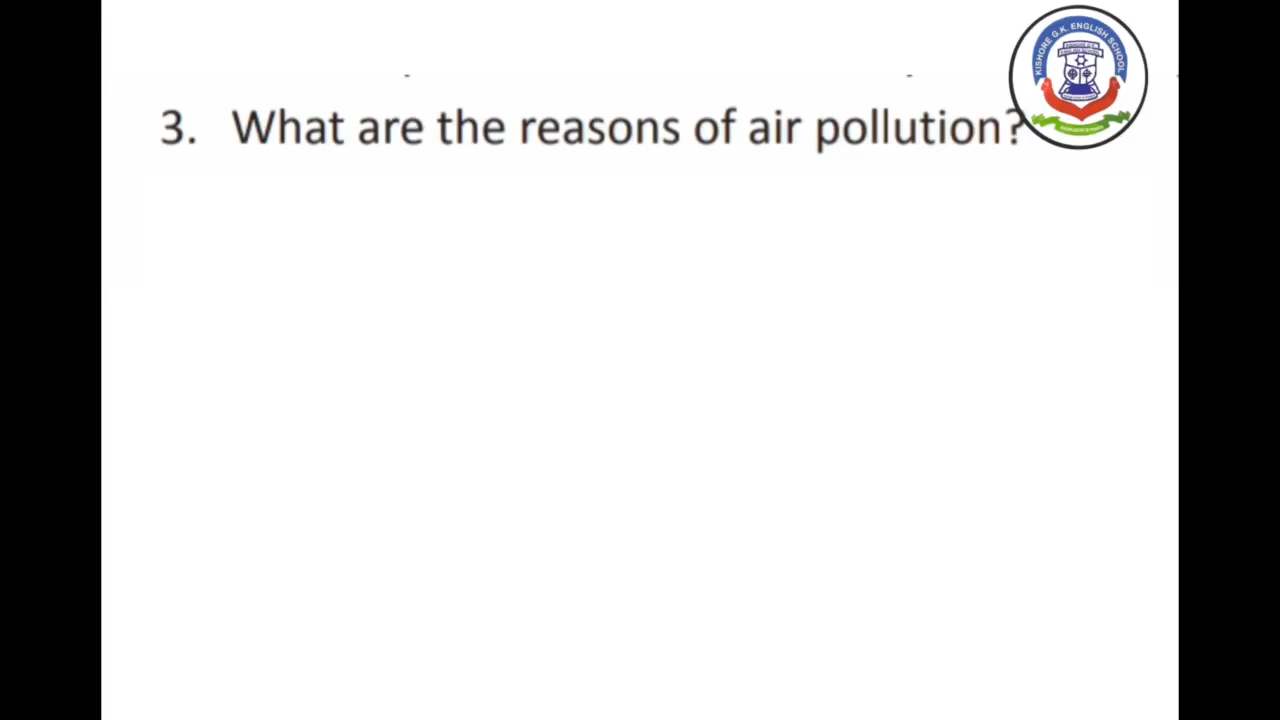 3. What are the reasons of air pollution?
KISHORE G.K. ENGLISH SCHOOL